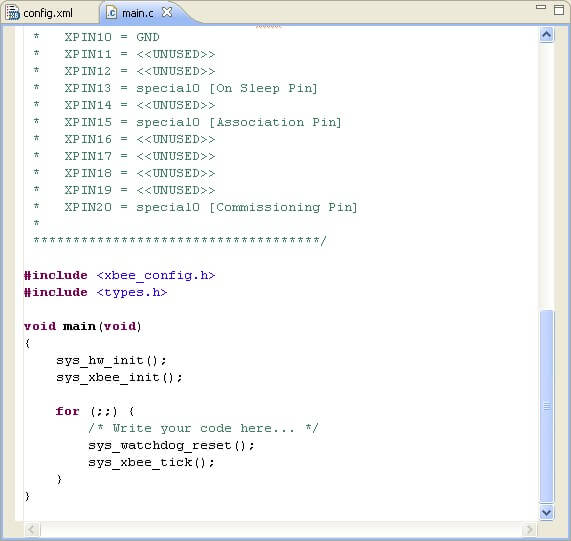 config.xml main.c
 *   XPIN10 = GND
 *   XPIN11 = <<UNUSED>>
 *   XPIN12 = <<UNUSED>>
 *   XPIN13 = special0 [On Sleep Pin]
 *   XPIN14 = <<UNUSED>>
 *   XPIN15 = special0 [Association Pin]
 *   XPIN16 = <<UNUSED>>
 *   XPIN17 = <<UNUSED>>
 *   XPIN18 = <<UNUSED>>
 *   XPIN19 = <<UNUSED>>
 *   XPIN20 = special0 [Commissioning Pin]
 *
 ************************************/
#include <xbee_config.h>
#include <types.h>
void main(void)
{
    sys_hw_init();
    sys_xbee_init();
    for (;;) {
        /* Write your code here... */
        sys_watchdog_reset();
        sys_xbee_tick();
    }
}